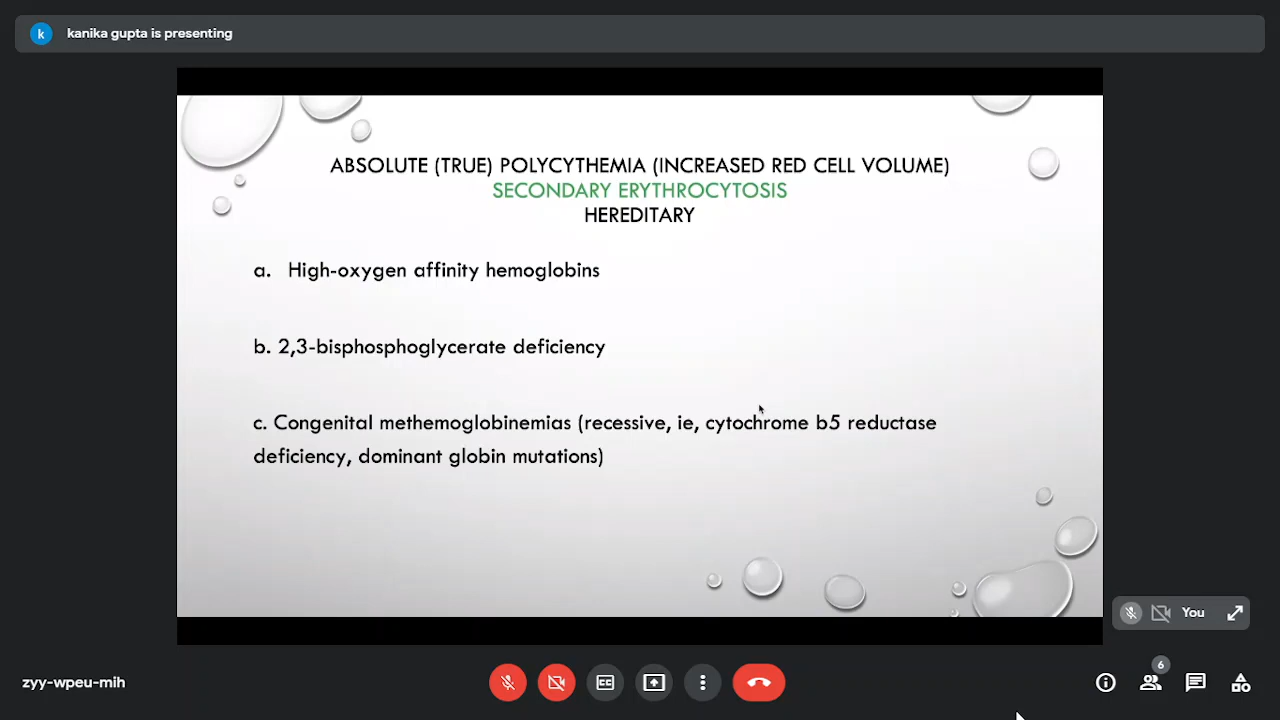 k
kanika gupta is presenting
ABSOLUTE (TRUE) POLYCYTHEMIA (INCREASED RED CELL VOLUME)
SECONDARY ERYTHROCYTOSIS
HEREDITARY
a. High-oxygen affinity hemoglobins
b. 2,3-bisphosphoglycerate deficiency
c. Congenital methemoglobinemias (recessive, ie, cytochrome b5 reductase
deficiency, dominant globin mutations)
You
zyy-wpeu-mih
CC
6